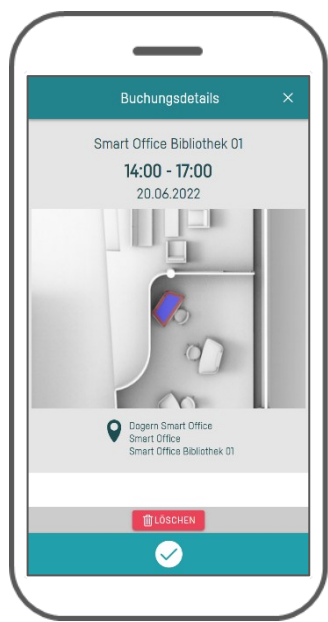 Buchungsdetails
Smart Office Bibliothek 01
14:00 - 17:00
20.06.2022
Dogern Smart Office
Smart Office
Smart Office Bibliothek 01
LÖSCHEN